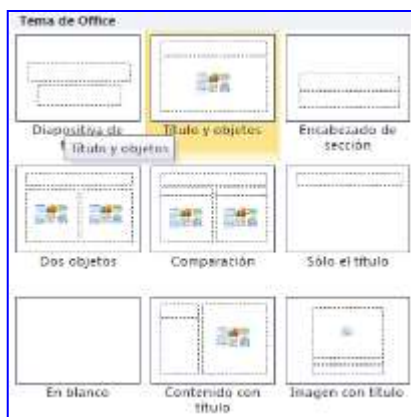 Tema de Office
Diapositiva de
Título y objetos
Encabezado de
sección
Título y objetos
Dos objetos
Comparación
Sólo el título
En blanco
Contenido con
título
Imagen con título